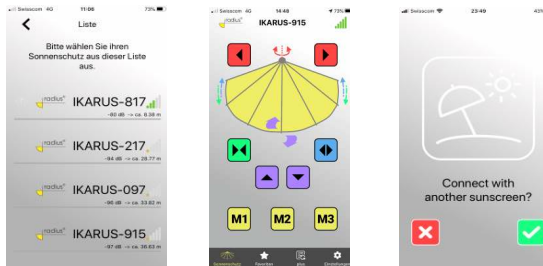 Swisscom 4G 11:06 73%
Liste
Bitte wählen Sie ihren
Sonnenschutz aus dieser Liste
aus.
radius IKARUS-817
-80 dB -> ca. 6.38 m
radius IKARUS-217
-94 dB -> ca. 28.77 m
radius IKARUS-097
-96 dB -> ca. 33.82 m
radius IKARUS-915
-97 dB -> ca. 36.63 m
Swisscom 4G 14:48 73%
radius IKARUS-915
M1 M2 M3
Sonnenschutz Favoriten plus Einstellungen
Swisscom 23:49 43%
Connect with
another sunscreen?